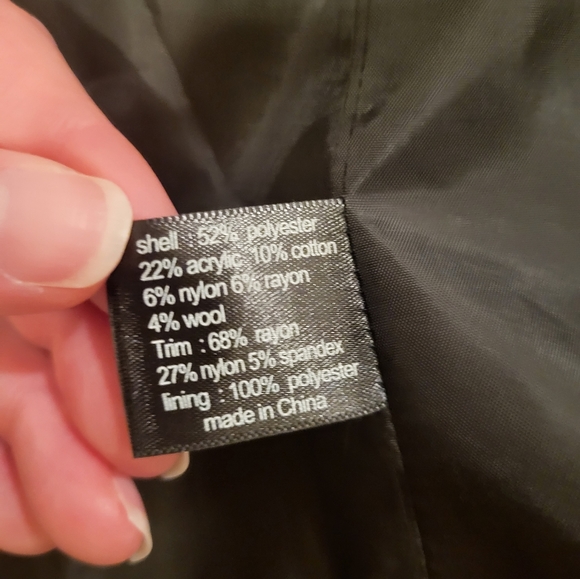 shell : 52% polyester
22% acrylic 10% cotton
6% nylon 6% rayon
4% wool
Trim : 68% rayon
27% nylon 5% spandex
lining : 100% polyester
made in China